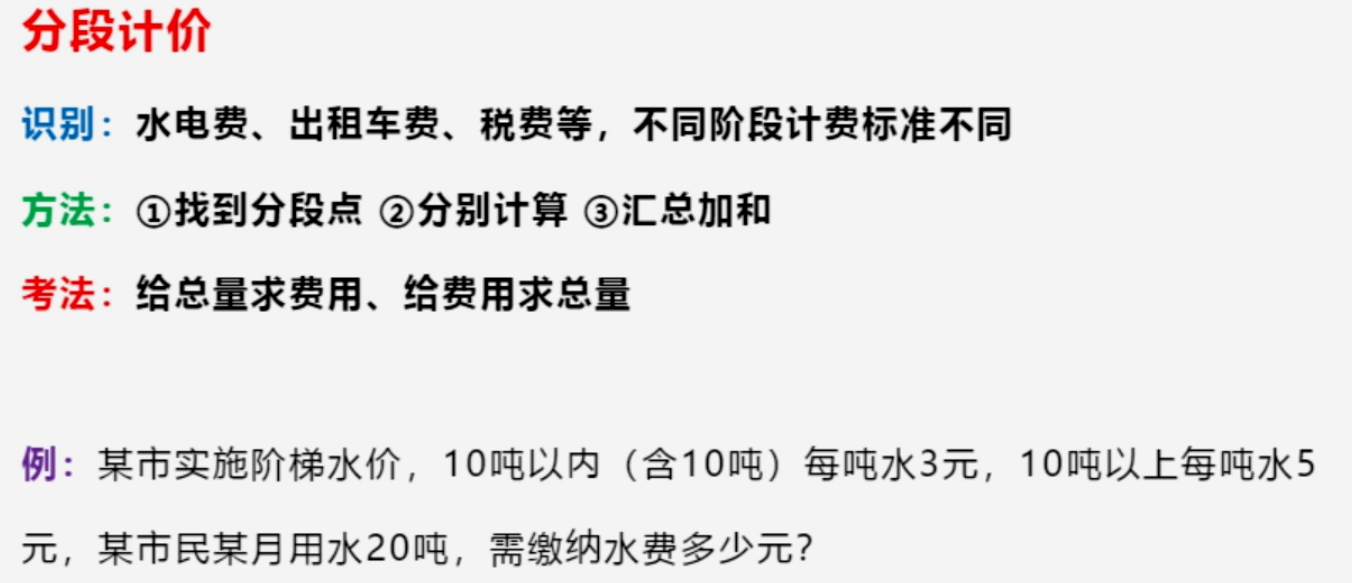 分段计价
识别：水电费、出租车费、税费等，不同阶段计费标准不同
方法：①找到分段点 ②分别计算 ③汇总加和
考法：给总量求费用、给费用求总量
例：某市实施阶梯水价，10吨以内（含10吨）每吨水3元，10吨以上每吨水5
元，某市民某月用水20吨，需缴纳水费多少元？